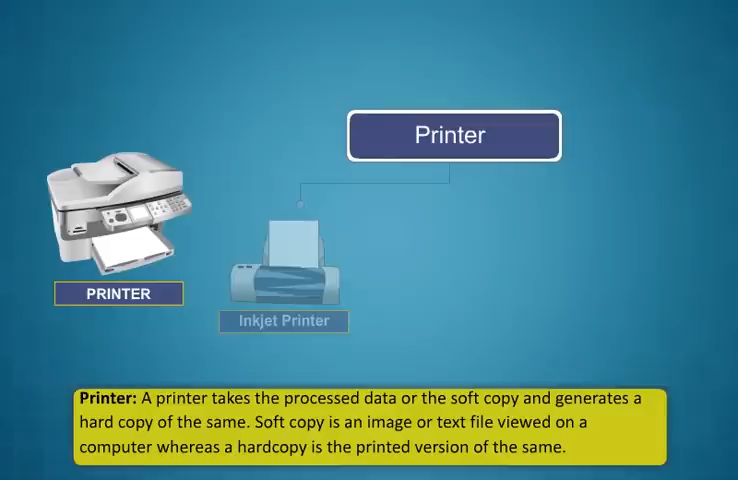 Printer
PRINTER
Inkjet Printer
Printer: A printer takes the processed data or the soft copy and generates a
hard copy of the same. Soft copy is an image or text file viewed on a
computer whereas a hardcopy is the printed version of the same.